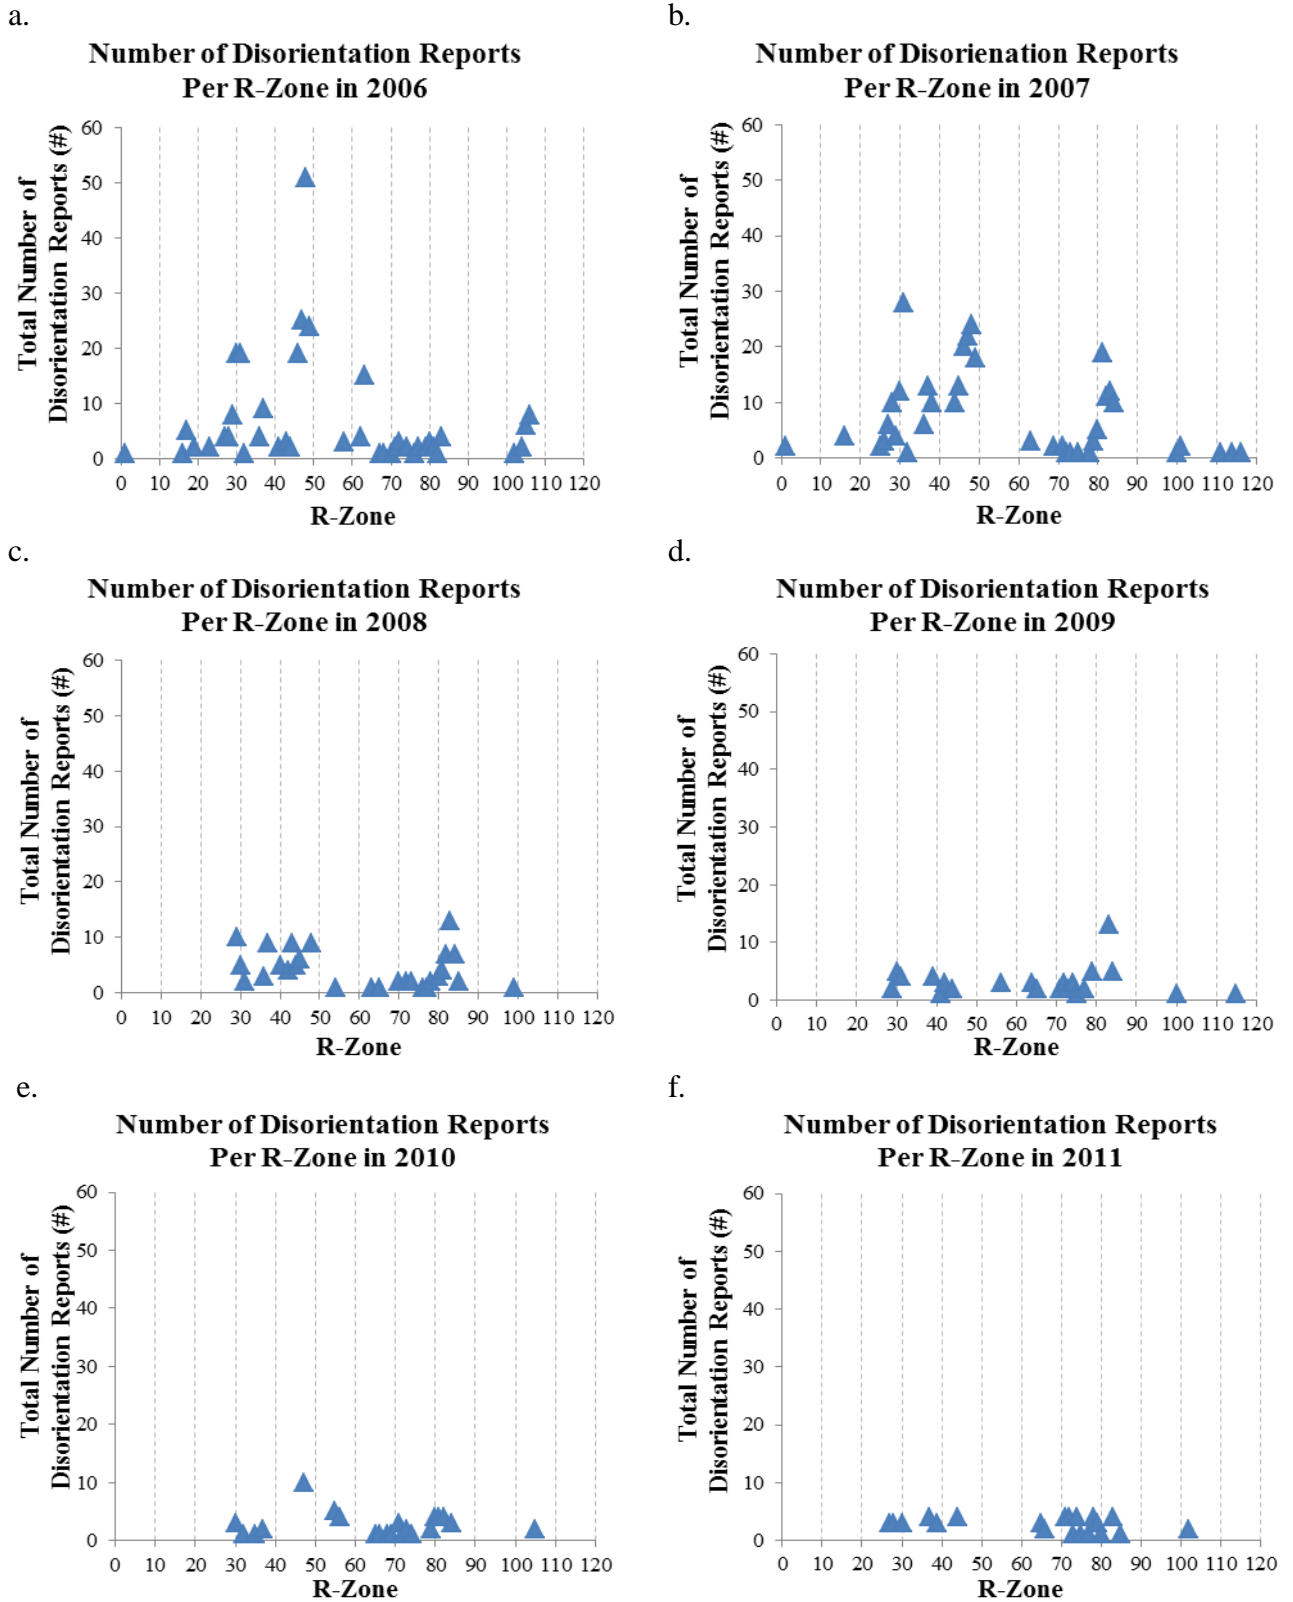 a.
Number of Disorientation Reports
Per R-Zone in 2006
Total Number of
Disorientation Reports (#)
60
50
40
30
20
10
0
0 10 20 30 40 50 60 70 80 90 100 110 120
R-Zone
b.
Number of Disorienation Reports
Per R-Zone in 2007
Total Number of
Disorientation Reports (#)
60
50
40
30
20
10
0
0 10 20 30 40 50 60 70 80 90 100 110 120
R-Zone
c.
Number of Disorientation Reports
Per R-Zone in 2008
Total Number of
Disorientation Reports (#)
60
50
40
30
20
10
0
0 10 20 30 40 50 60 70 80 90 100 110 120
R-Zone
d.
Number of Disorientation Reports
Per R-Zone in 2009
Total Number of
Disorientation Reports (#)
60
50
40
30
20
10
0
0 10 20 30 40 50 60 70 80 90 100 110 120
R-Zone
e.
Number of Disorientation Reports
Per R-Zone in 2010
Total Number of
Disorientation Reports (#)
60
50
40
30
20
10
0
0 10 20 30 40 50 60 70 80 90 100 110 120
R-Zone
f.
Number of Disorientation Reports
Per R-Zone in 2011
Total Number of
Disorientation Reports (#)
60
50
40
30
20
10
0
0 10 20 30 40 50 60 70 80 90 100 110 120
R-Zone